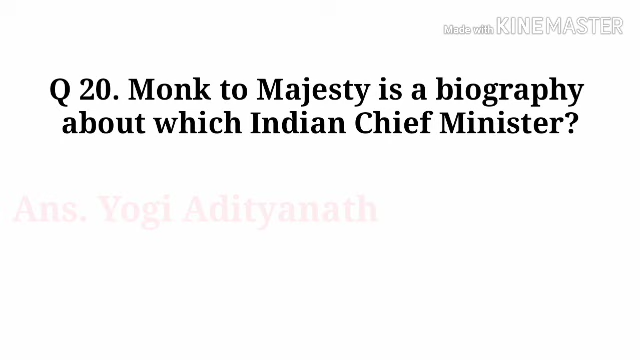 Made with KINEMASTER
Q 20. Monk to Majesty is a biography
about which Indian Chief Minister?
Ans. Yogi Adityanath